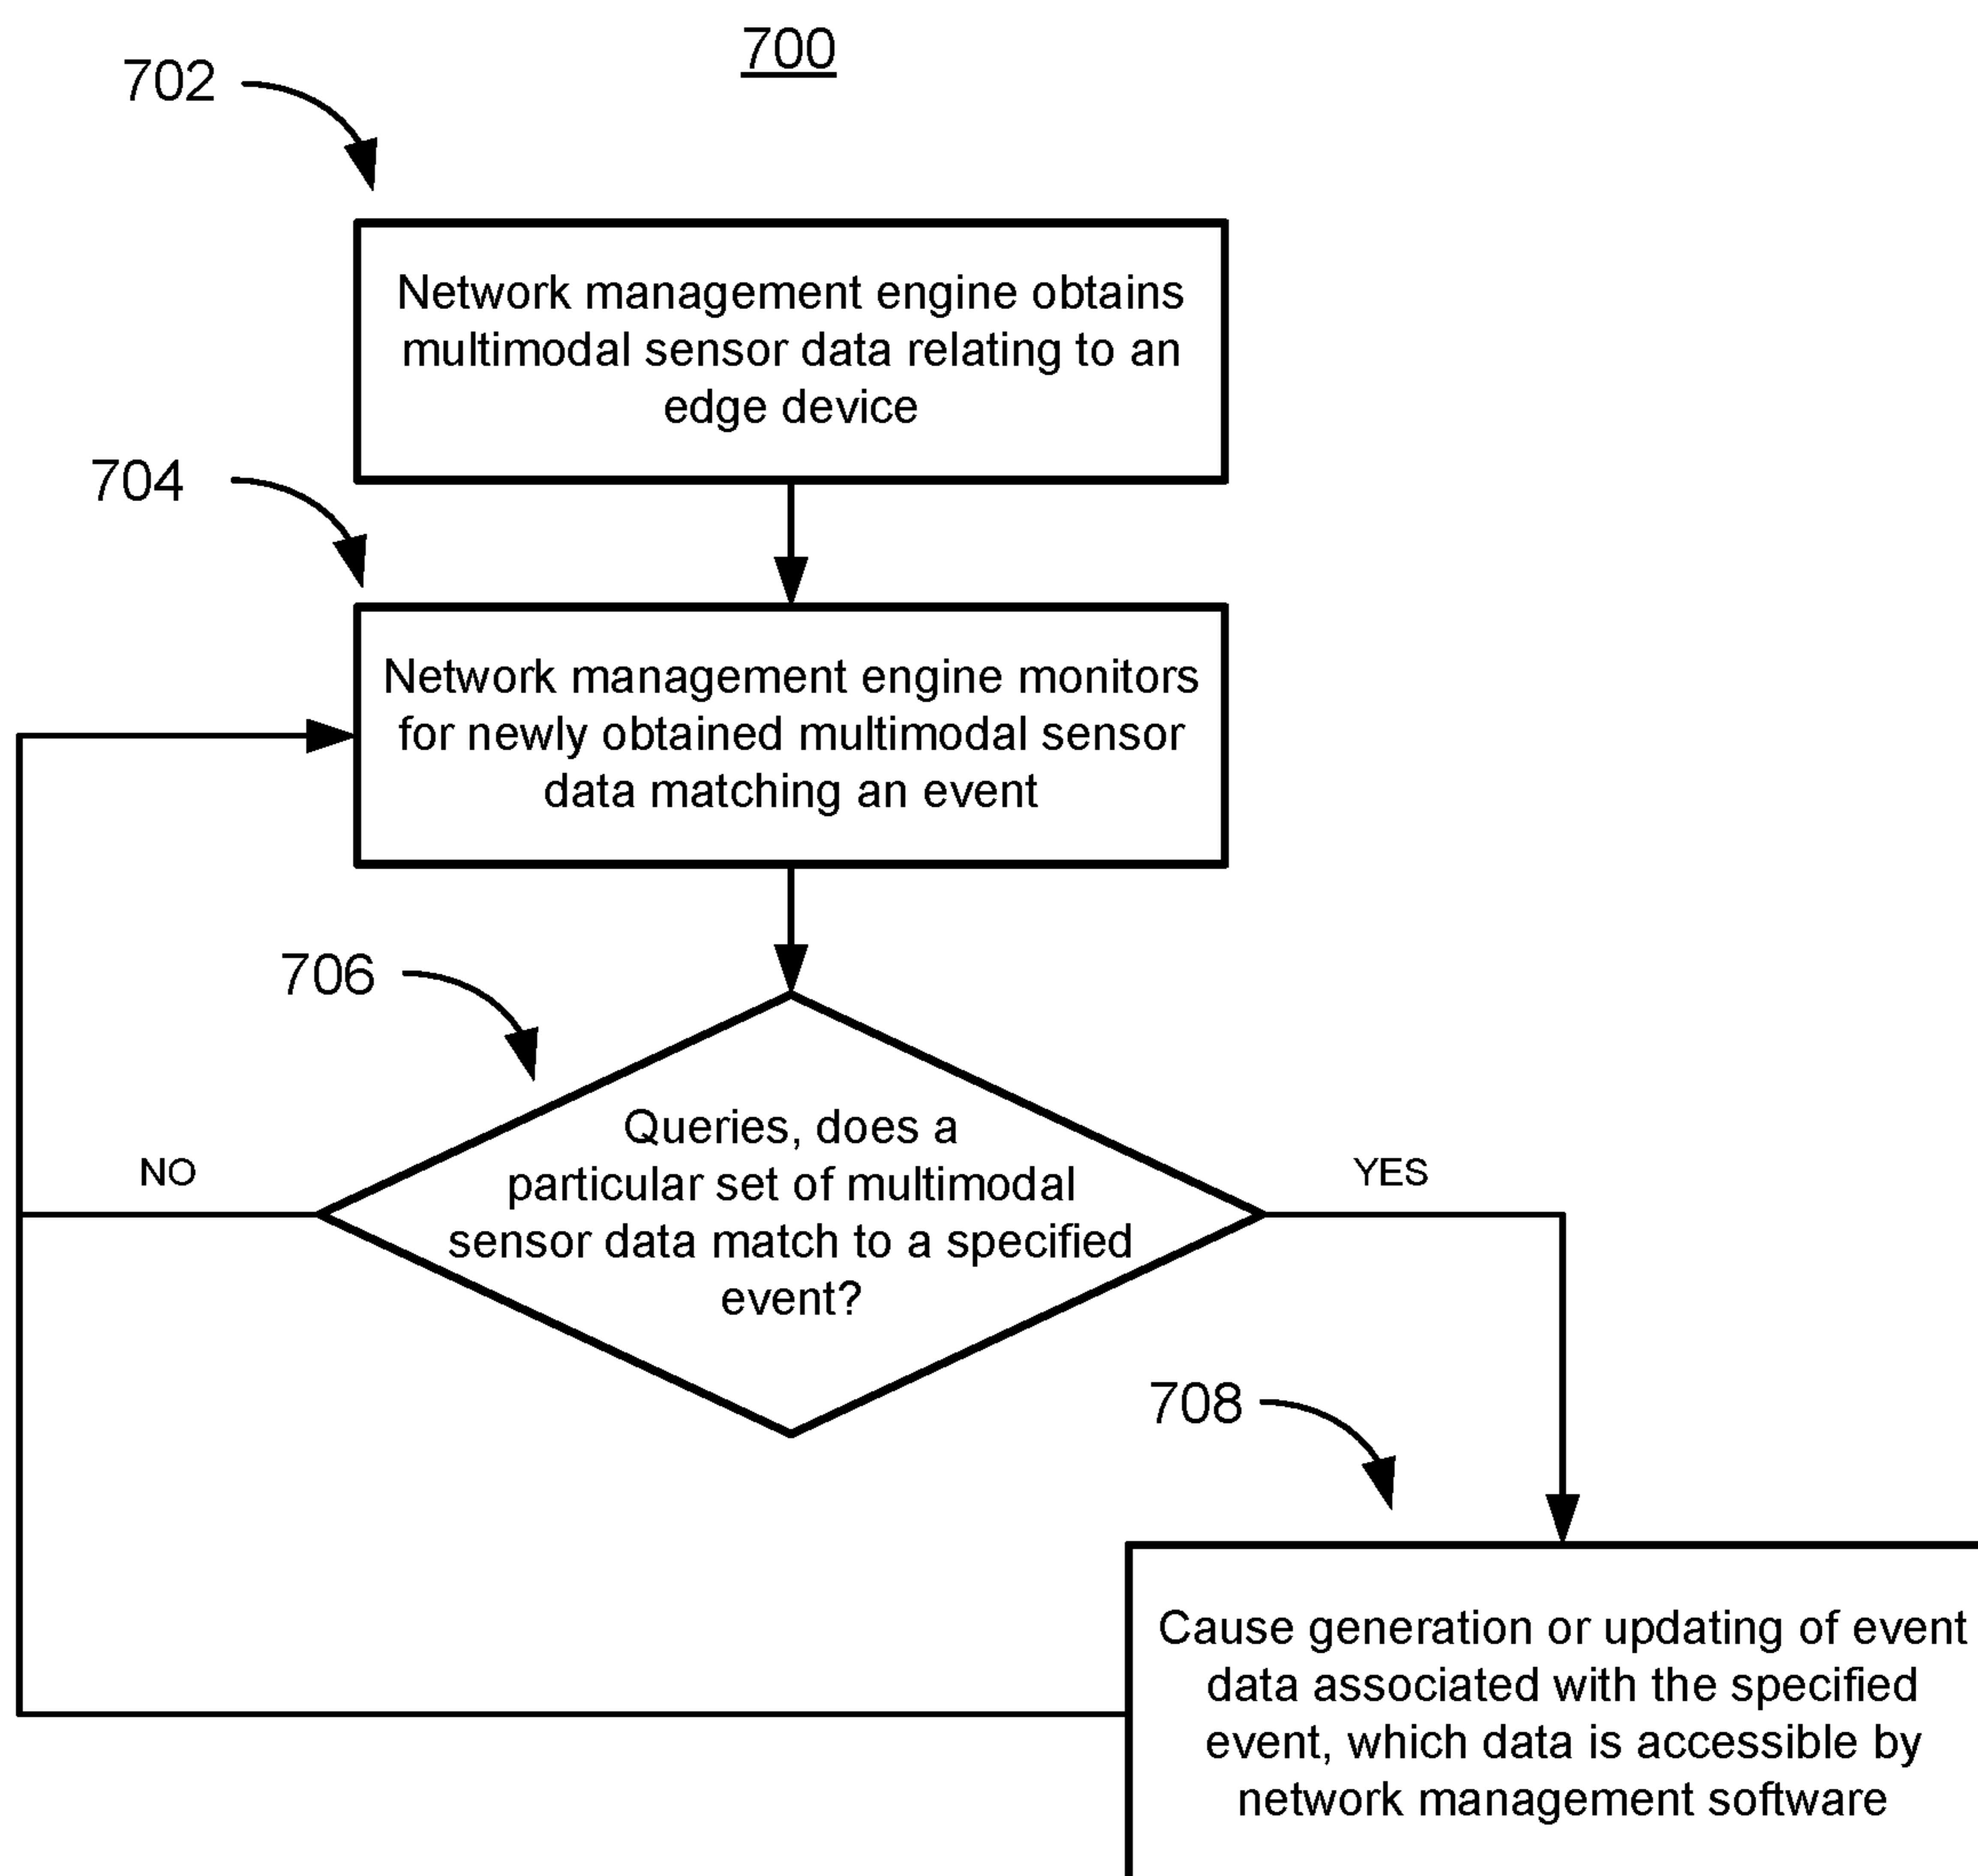 700
702
Network management engine obtains
multimodal sensor data relating to an
edge device
704
Network management engine monitors
for newly obtained multimodal sensor
data matching an event
706
Queries, does a
particular set of multimodal
sensor data match to a specified
event?
NO
YES
708
Cause generation or updating of event
data associated with the specified
event, which data is accessible by
network management software